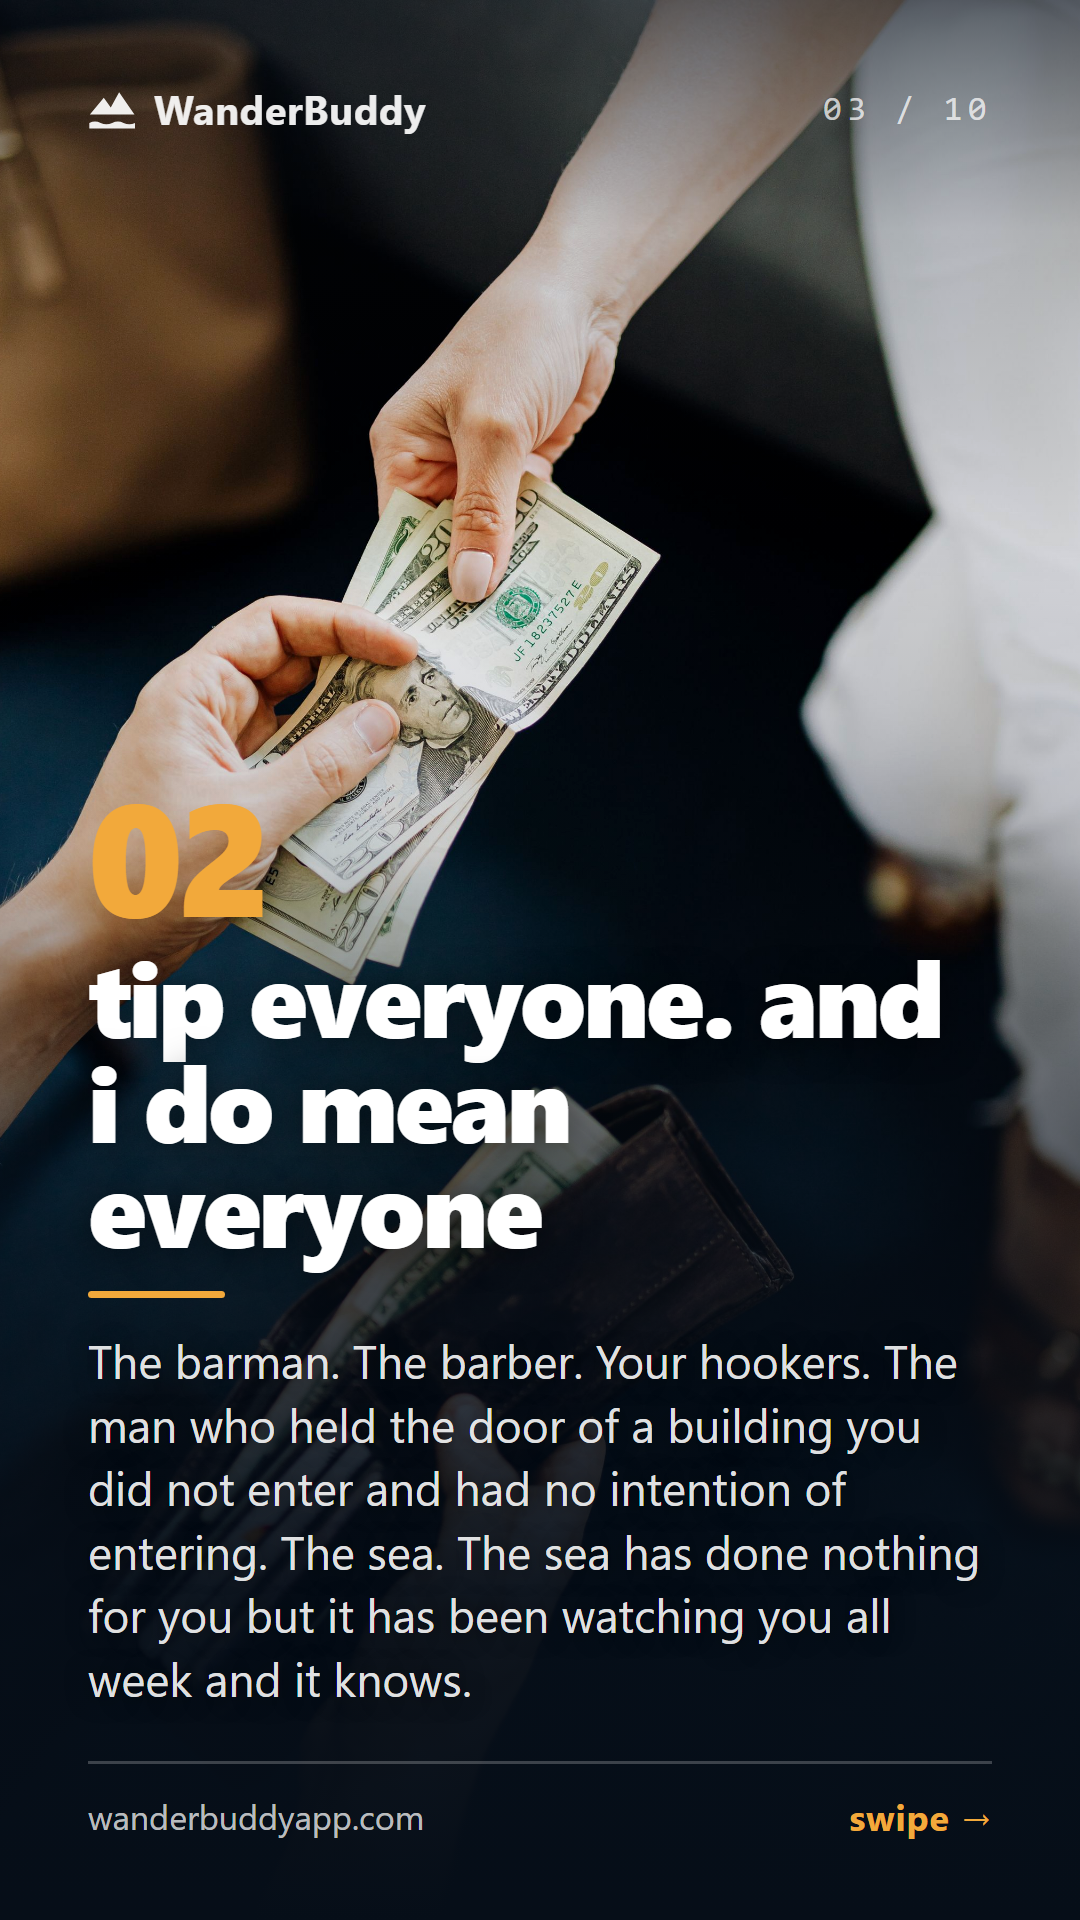 WanderBuddy
03 / 10
JF18237527E
20
02
tip everyone. and
i do mean
everyone
The barman. The barber. Your hookers. The
man who held the door of a building you
did not enter and had no intention of
entering. The sea. The sea has done nothing
for you but it has been watching you all
week and it knows.
wanderbuddyapp.com
swipe →